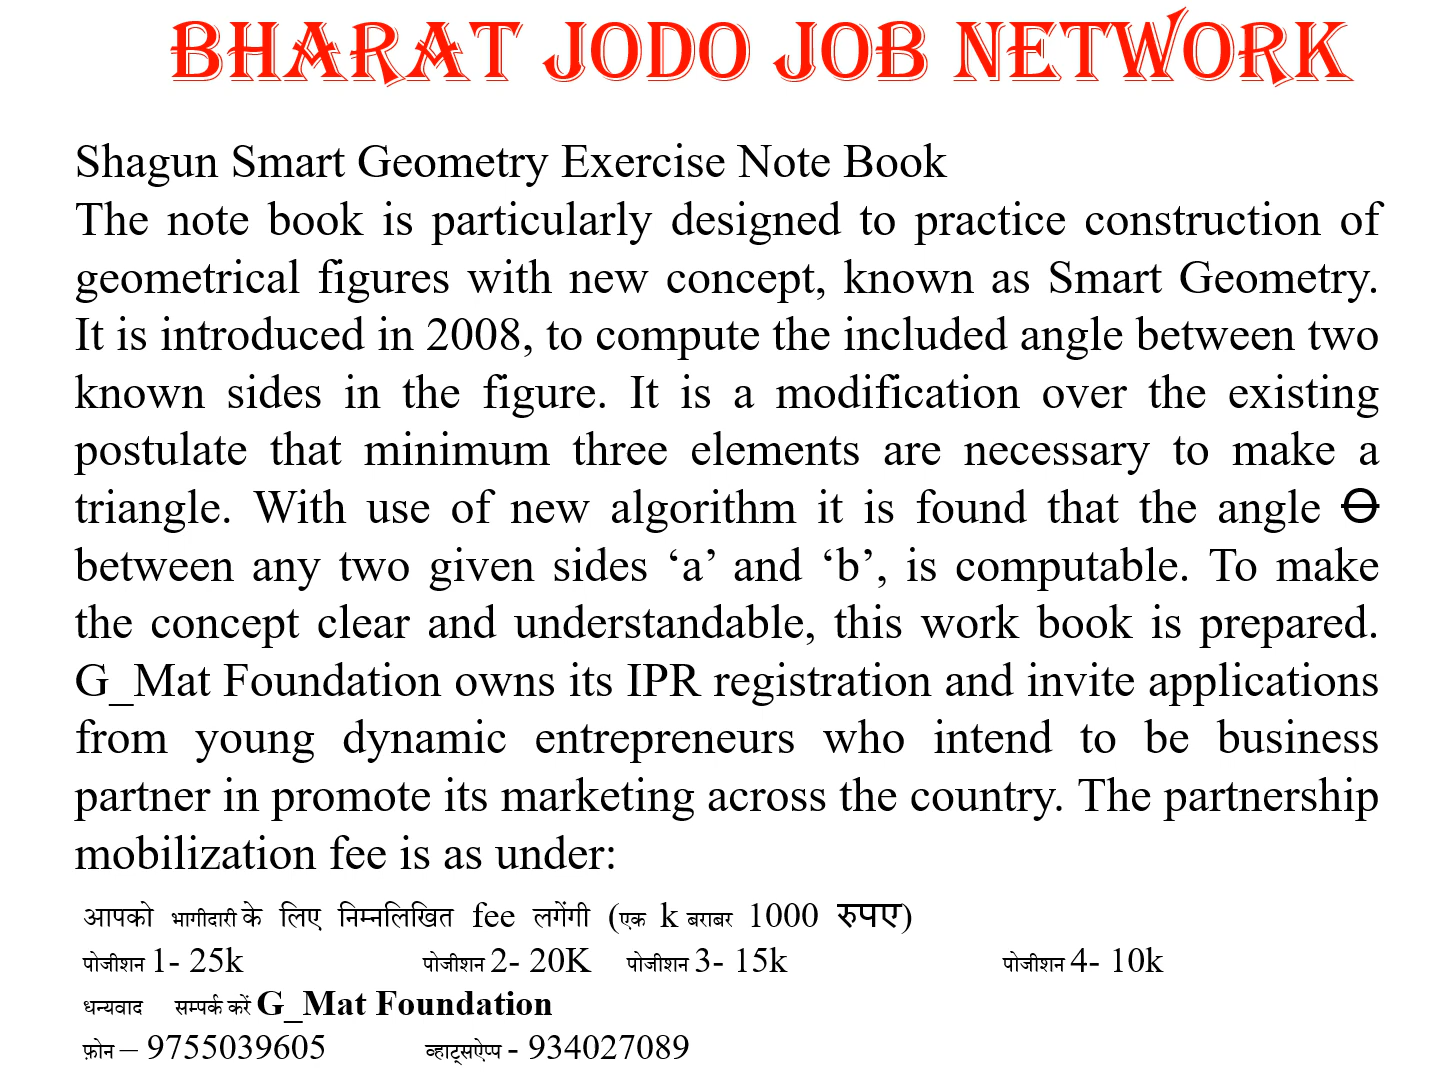 BHARAT JODO JOB NETWORK
Shagun Smart Geometry Exercise Note Book
The note book is particularly designed to practice construction of
geometrical figures with new concept, known as Smart Geometry.
It is introduced in 2008, to compute the included angle between two
known sides in the figure. It is a modification over the existing
postulate that minimum three elements are necessary to make a
triangle. With use of new algorithm it is found that the angle ꝋ
between any two given sides ‘a’ and ‘b’, is computable. To make
the concept clear and understandable, this work book is prepared.
G_Mat Foundation owns its IPR registration and invite applications
from young dynamic entrepreneurs who intend to be business
partner in promote its marketing across the country. The partnership
mobilization fee is as under:
आपको भागीदारी के लिए निम्नलिखित fee लगेंगी (एक k बराबर 1000 रुपए)
पोजीशन 1- 25k पोजीशन 2- 20K पोजीशन 3- 15k पोजीशन 4- 10k
धन्यवाद सम्पर्क करें G_Mat Foundation
फ़ोन – 9755039605 व्हाट्सऐप्प - 934027089